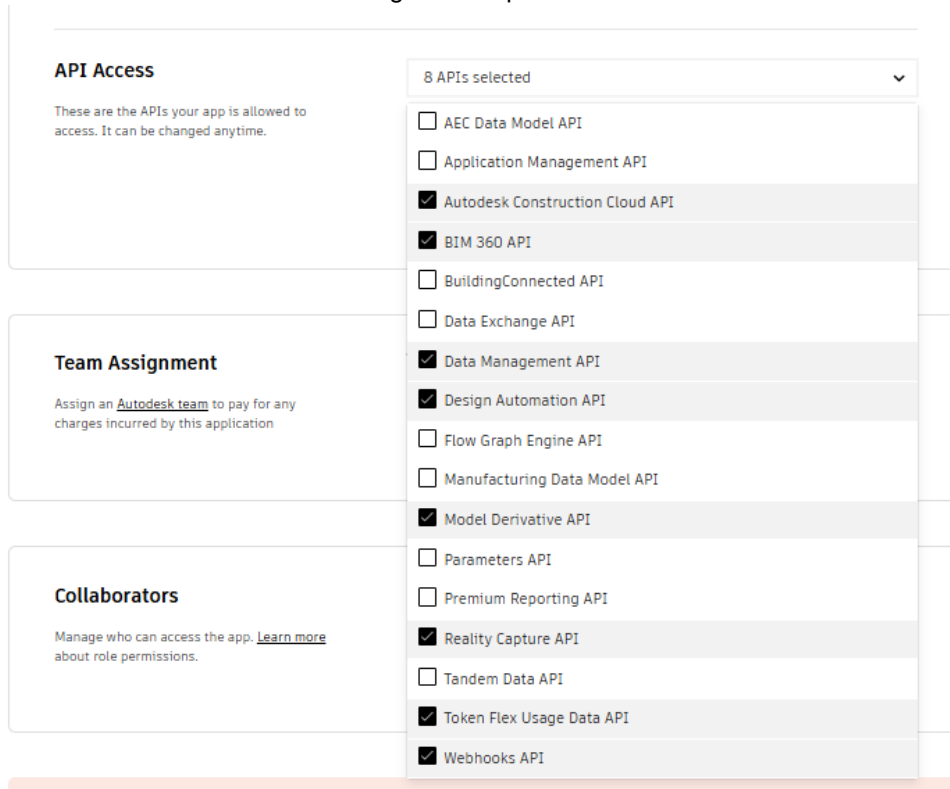 API Access
These are the APIs your app is allowed to
access. It can be changed anytime.
8 APIs selected
AEC Data Model API
Application Management API
Autodesk Construction Cloud API
BIM 360 API
BuildingConnected API
Data Exchange API
Data Management API
Design Automation API
Flow Graph Engine API
Manufacturing Data Model API
Model Derivative API
Parameters API
Premium Reporting API
Reality Capture API
Tandem Data API
Token Flex Usage Data API
Webhooks API
Team Assignment
Assign an Autodesk team to pay for any
charges incurred by this application
Collaborators
Manage who can access the app. Learn more
about role permissions.